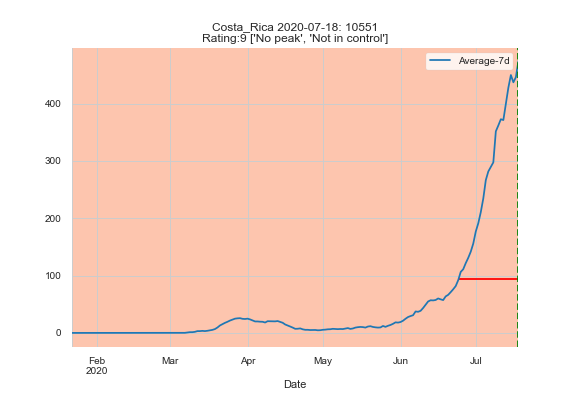 Costa_Rica 2020-07-18: 10551
Rating:9 ['No peak', 'Not in control']
Average-7d
400
300
200
100
0
Feb Mar Apr May Jun Jul
2020
Date